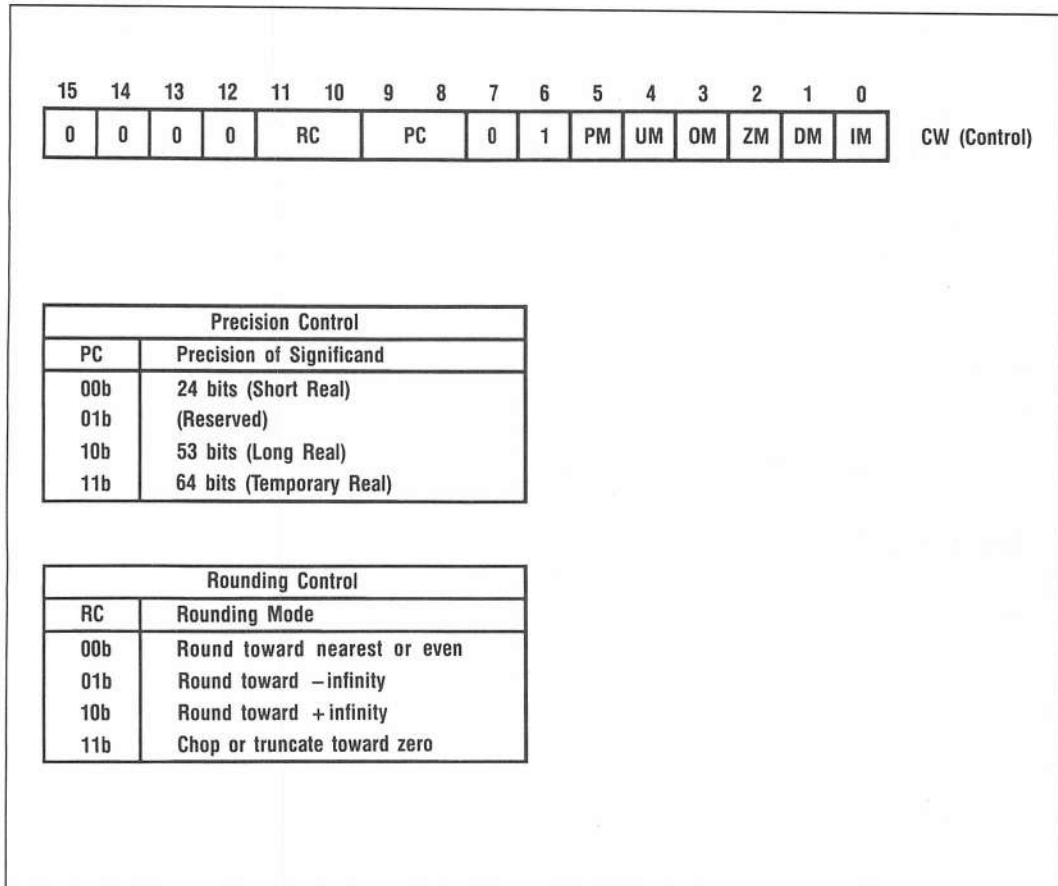 15 14 13 12 11 10 9 8 7 6 5 4 3 2 1 0
0 0 0 0 RC PC 0 1 PM UM OM ZM DM IM CW (Control)
Precision Control
PC Precision of Significand
00b 24 bits (Short Real)
01b (Reserved)
10b 53 bits (Long Real)
11b 64 bits (Temporary Real)
Rounding Control
RC Rounding Mode
00b Round toward nearest or even
01b Round toward −infinity
10b Round toward +infinity
11b Chop or truncate toward zero